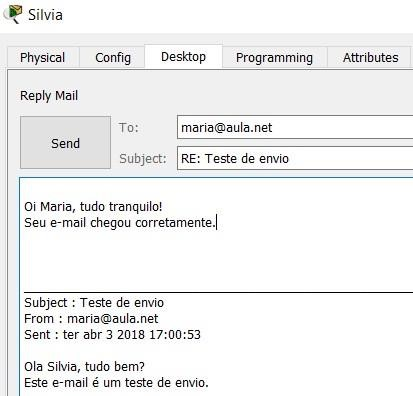 Silvia
Physical Config Desktop Programming Attributes
Reply Mail
Send
To: maria@aula.net
Subject: RE: Teste de envio
Oi Maria, tudo tranquilo!
Seu e-mail chegou corretamente.
Subject : Teste de envio
From : maria@aula.net
Sent : ter abr 3 2018 17:00:53
Ola Silvia, tudo bem?
Este e-mail é um teste de envio.